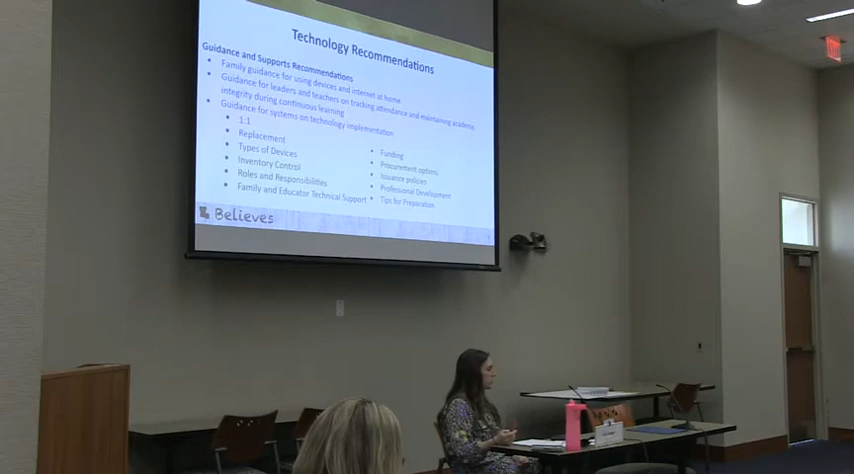 Technology Recommendations
Guidance and Supports Recommendations
• Family guidance for using devices and internet at home
• Guidance for leaders and teachers on tracking attendance and maintaining academic
integrity during continuous learning
• Guidance for systems on technology implementation
• 1:1
• Replacement
• Types of Devices
• Inventory Control
• Roles and Responsibilities
• Family and Educator Technical Support
• Funding
• Procurement options
• Issuance policies
• Professional Development
• Tips for Preparation
Believes